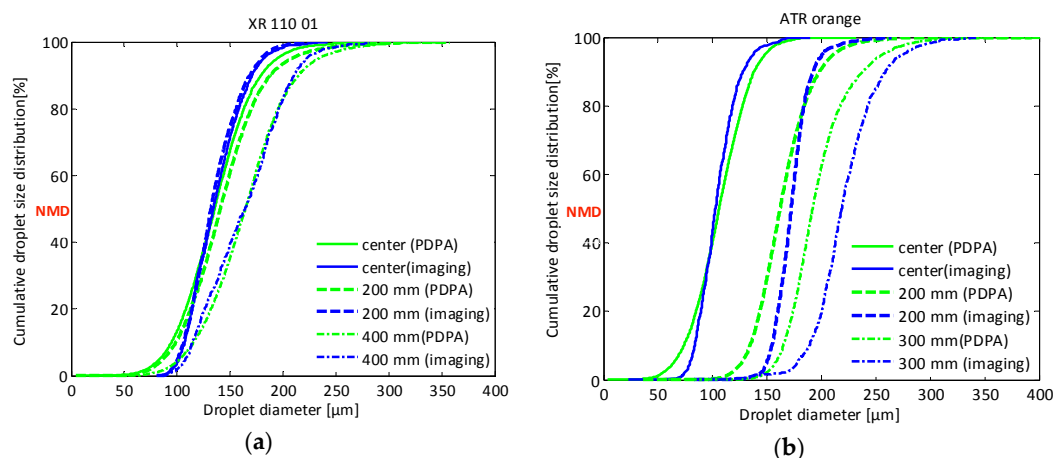 XR 110 01
Cumulative droplet size distribution[%]
100
80
60
NMD
40
20
0
0 50 100 150 200 250 300 350 400
Droplet diameter [µm]
center (PDPA)
center(imaging)
200 mm (PDPA)
200 mm (imaging)
400 mm(PDPA)
400 mm (imaging)
(a)
ATR orange
Cumulative droplet size distribution[%]
100
80
60
NMD
40
20
0
0 50 100 150 200 250 300 350 400
Droplet diameter [µm]
center (PDPA)
center(imaging)
200 mm (PDPA)
200 mm (imaging)
300 mm(PDPA)
300 mm (imaging)
(b)